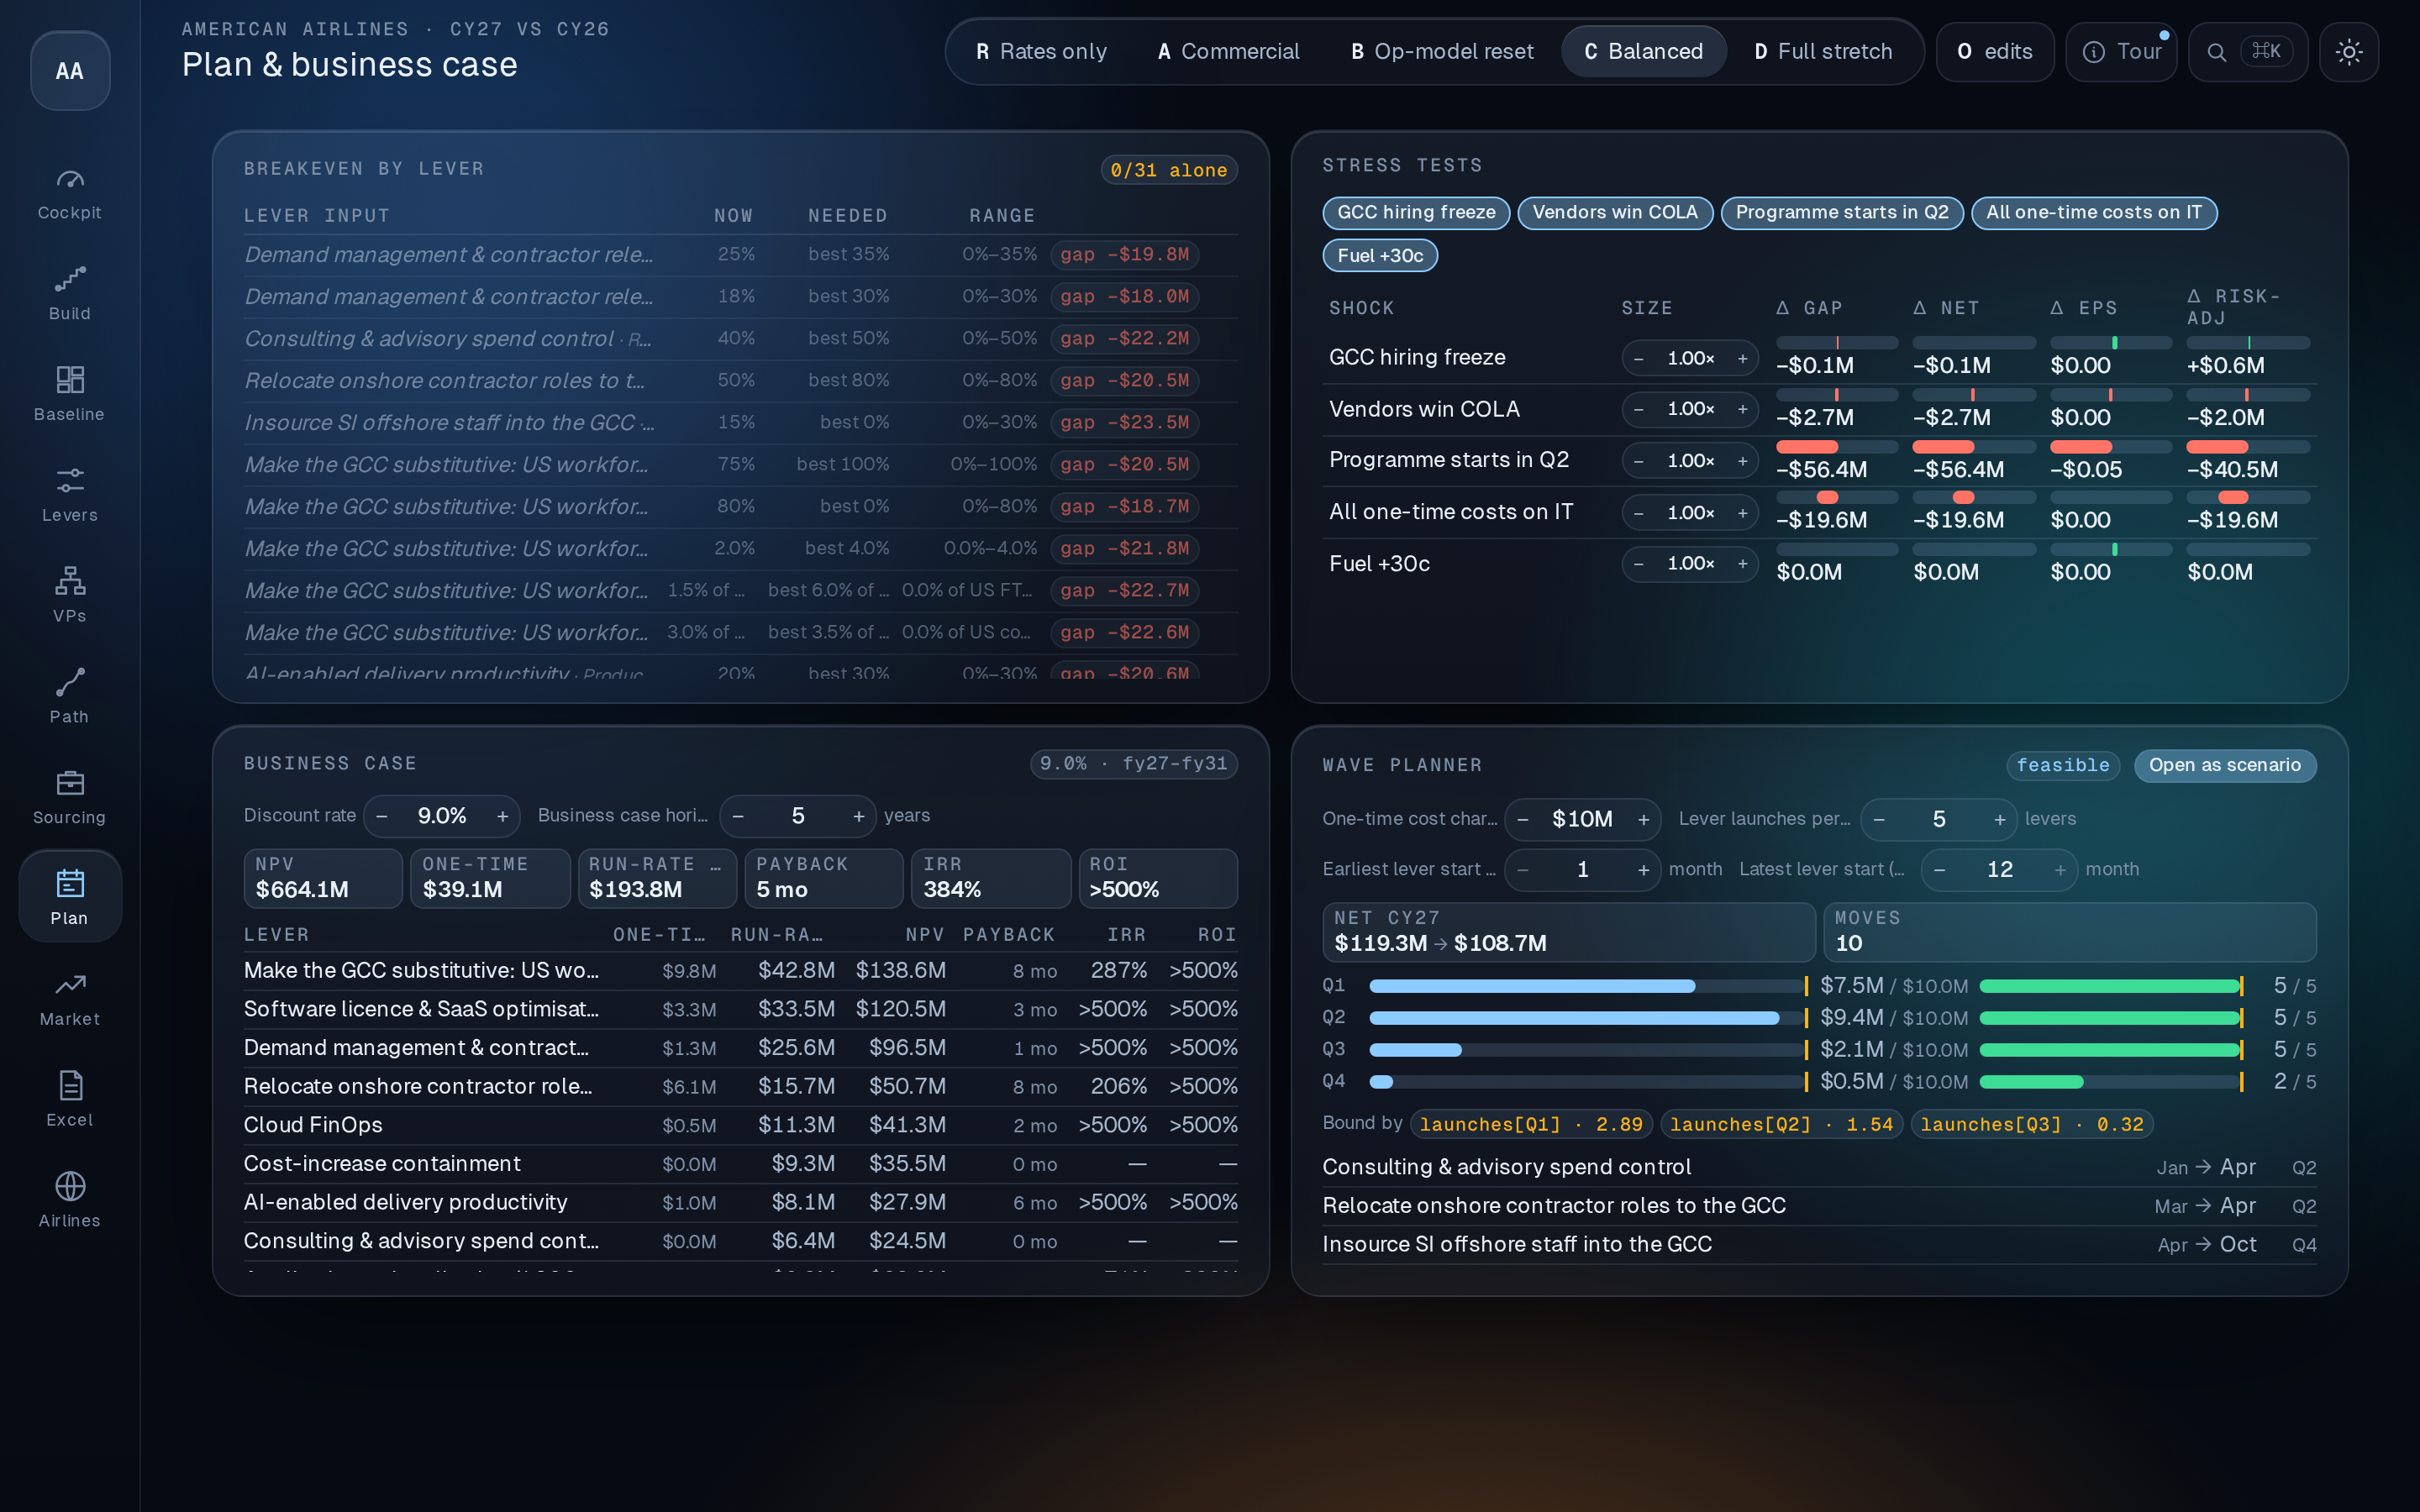 AA
Cockpit
Build
Baseline
Levers
VPs
Path
Sourcing
Plan
Market
Excel
Airlines
AMERICAN AIRLINES · CY27 VS CY26
Plan & business case
R Rates only A Commercial B Op-model reset C Balanced D Full stretch
0 edits
Tour
⌘K
BREAKEVEN BY LEVER 0/31 alone
LEVER INPUT NOW NEEDED RANGE
Demand management & contractor rele… 25% best 35% 0%–35% gap −$19.8M
Demand management & contractor rele… 18% best 30% 0%–30% gap −$18.0M
Consulting & advisory spend control · R… 40% best 50% 0%–50% gap −$22.2M
Relocate onshore contractor roles to t… 50% best 80% 0%–80% gap −$20.5M
Insource SI offshore staff into the GCC ·… 15% best 0% 0%–30% gap −$23.5M
Make the GCC substitutive: US workfor… 75% best 100% 0%–100% gap −$20.5M
Make the GCC substitutive: US workfor… 80% best 0% 0%–80% gap −$18.7M
Make the GCC substitutive: US workfor… 2.0% best 4.0% 0.0%–4.0% gap −$21.8M
Make the GCC substitutive: US workfor… 1.5% of … best 6.0% of … 0.0% of US FT… gap −$22.7M
Make the GCC substitutive: US workfor… 3.0% of … best 3.5% of … 0.0% of US co… gap −$22.6M
AI-enabled delivery productivity · Produc 20% best 30% 0%–30% gap −$20.6M
STRESS TESTS
GCC hiring freeze Vendors win COLA Programme starts in Q2 All one-time costs on IT
Fuel +30c
SHOCK SIZE Δ GAP Δ NET Δ EPS Δ RISK-ADJ
GCC hiring freeze − 1.00× + −$0.1M −$0.1M $0.00 +$0.6M
Vendors win COLA − 1.00× + −$2.7M −$2.7M $0.00 −$2.0M
Programme starts in Q2 − 1.00× + −$56.4M −$56.4M −$0.05 −$40.5M
All one-time costs on IT − 1.00× + −$19.6M −$19.6M $0.00 −$19.6M
Fuel +30c − 1.00× + $0.0M $0.0M $0.00 $0.0M
BUSINESS CASE 9.0% · fy27–fy31
Discount rate − 9.0% + Business case hori… − 5 + years
NPV ONE-TIME RUN-RATE … PAYBACK IRR ROI
$664.1M $39.1M $193.8M 5 mo 384% >500%
LEVER ONE-TI… RUN-RA… NPV PAYBACK IRR ROI
Make the GCC substitutive: US wo… $9.8M $42.8M $138.6M 8 mo 287% >500%
Software licence & SaaS optimisat… $3.3M $33.5M $120.5M 3 mo >500% >500%
Demand management & contract… $1.3M $25.6M $96.5M 1 mo >500% >500%
Relocate onshore contractor role… $6.1M $15.7M $50.7M 8 mo 206% >500%
Cloud FinOps $0.5M $11.3M $41.3M 2 mo >500% >500%
Cost-increase containment $0.0M $9.3M $35.5M 0 mo — —
AI-enabled delivery productivity $1.0M $8.1M $27.9M 6 mo >500% >500%
Consulting & advisory spend cont… $0.0M $6.4M $24.5M 0 mo — —
WAVE PLANNER feasible Open as scenario
One-time cost char… − $10M + Lever launches per… − 5 + levers
Earliest lever start … − 1 + month Latest lever start (… − 12 + month
NET CY27 MOVES
$119.3M → $108.7M 10
Q1 $7.5M / $10.0M 5 / 5
Q2 $9.4M / $10.0M 5 / 5
Q3 $2.1M / $10.0M 5 / 5
Q4 $0.5M / $10.0M 2 / 5
Bound by launches[Q1] · 2.89 launches[Q2] · 1.54 launches[Q3] · 0.32
Consulting & advisory spend control Jan → Apr Q2
Relocate onshore contractor roles to the GCC Mar → Apr Q2
Insource SI offshore staff into the GCC Apr → Oct Q4